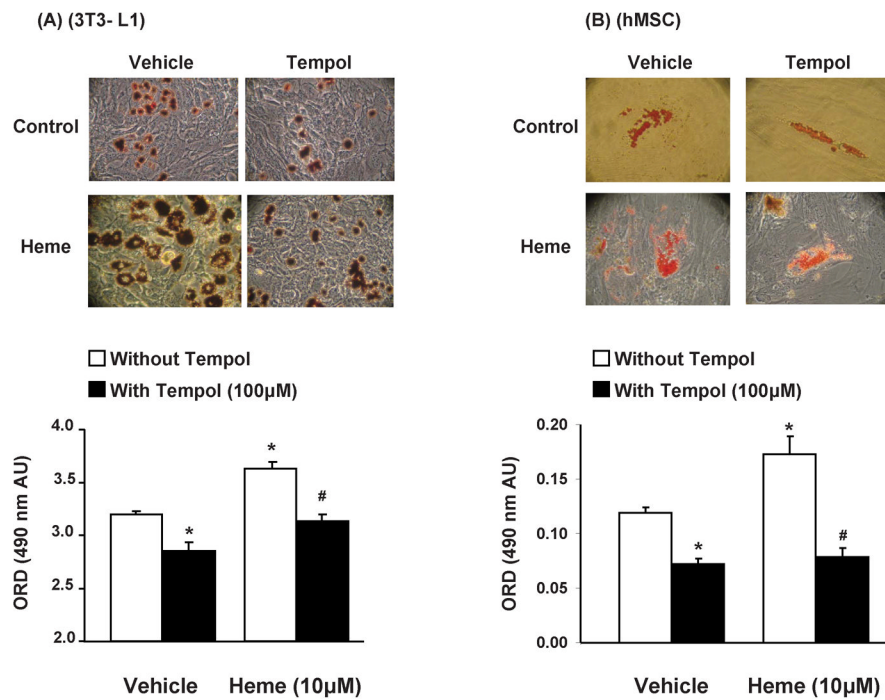 (A) (3T3- L1)
Vehicle Tempol
Control
Heme
Without Tempol
With Tempol (100µM)
ORD (490 nm AU)
4.0
3.5
3.0
2.5
2.0
*
*
*
#
Vehicle Heme (10µM)
(B) (hMSC)
Vehicle Tempol
Control
Heme
Without Tempol
With Tempol (100µM)
ORD (490 nm AU)
0.20
0.15
0.10
0.05
0.00
*
*
*
#
Vehicle Heme (10µM)